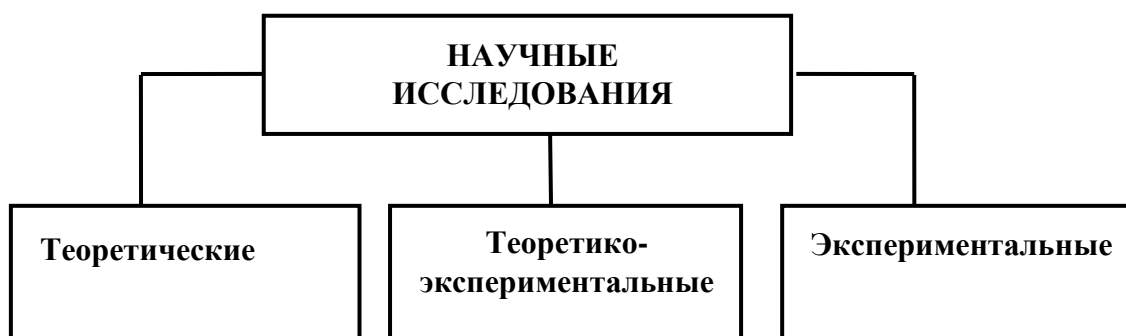 НАУЧНЫЕ
ИССЛЕДОВАНИЯ
Теоретические
Теоретико-
экспериментальные
Экспериментальные